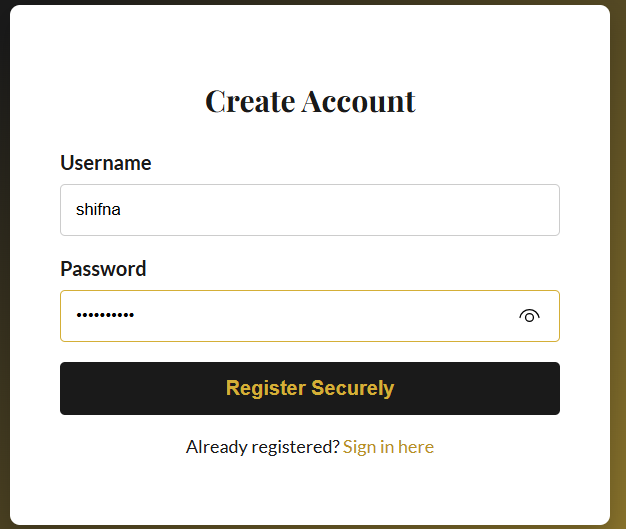 Create Account
Username
shifna
Password
••••••••••
Register Securely
Already registered? Sign in here